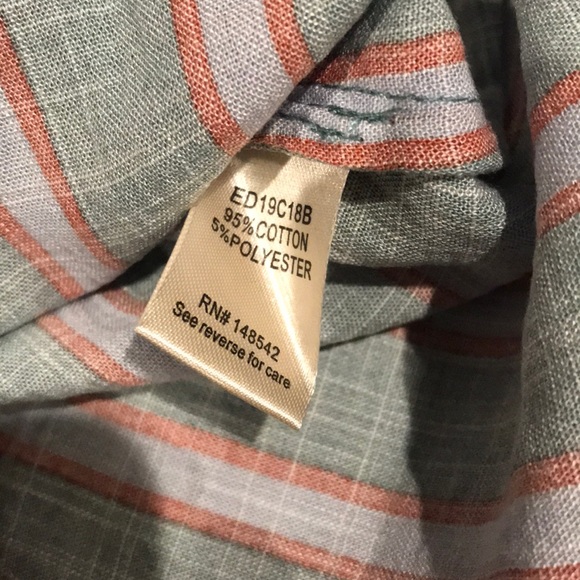 ED19C18B
95%COTTON
5%POLYESTER
RN# 148542
See reverse for care